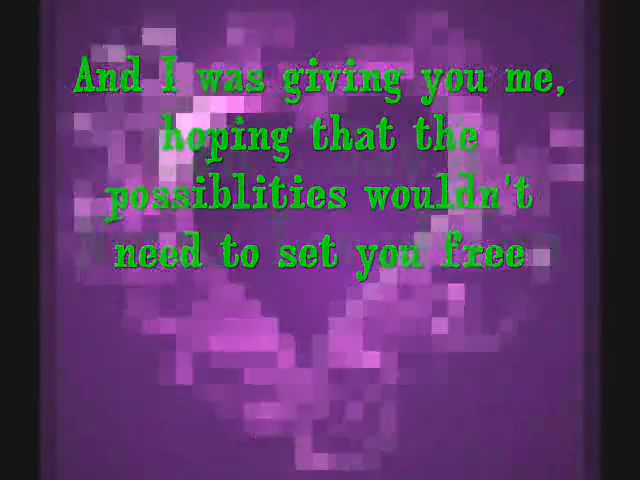 And I was giving you me,
hoping that the
possiblities wouldn't
need to set you free